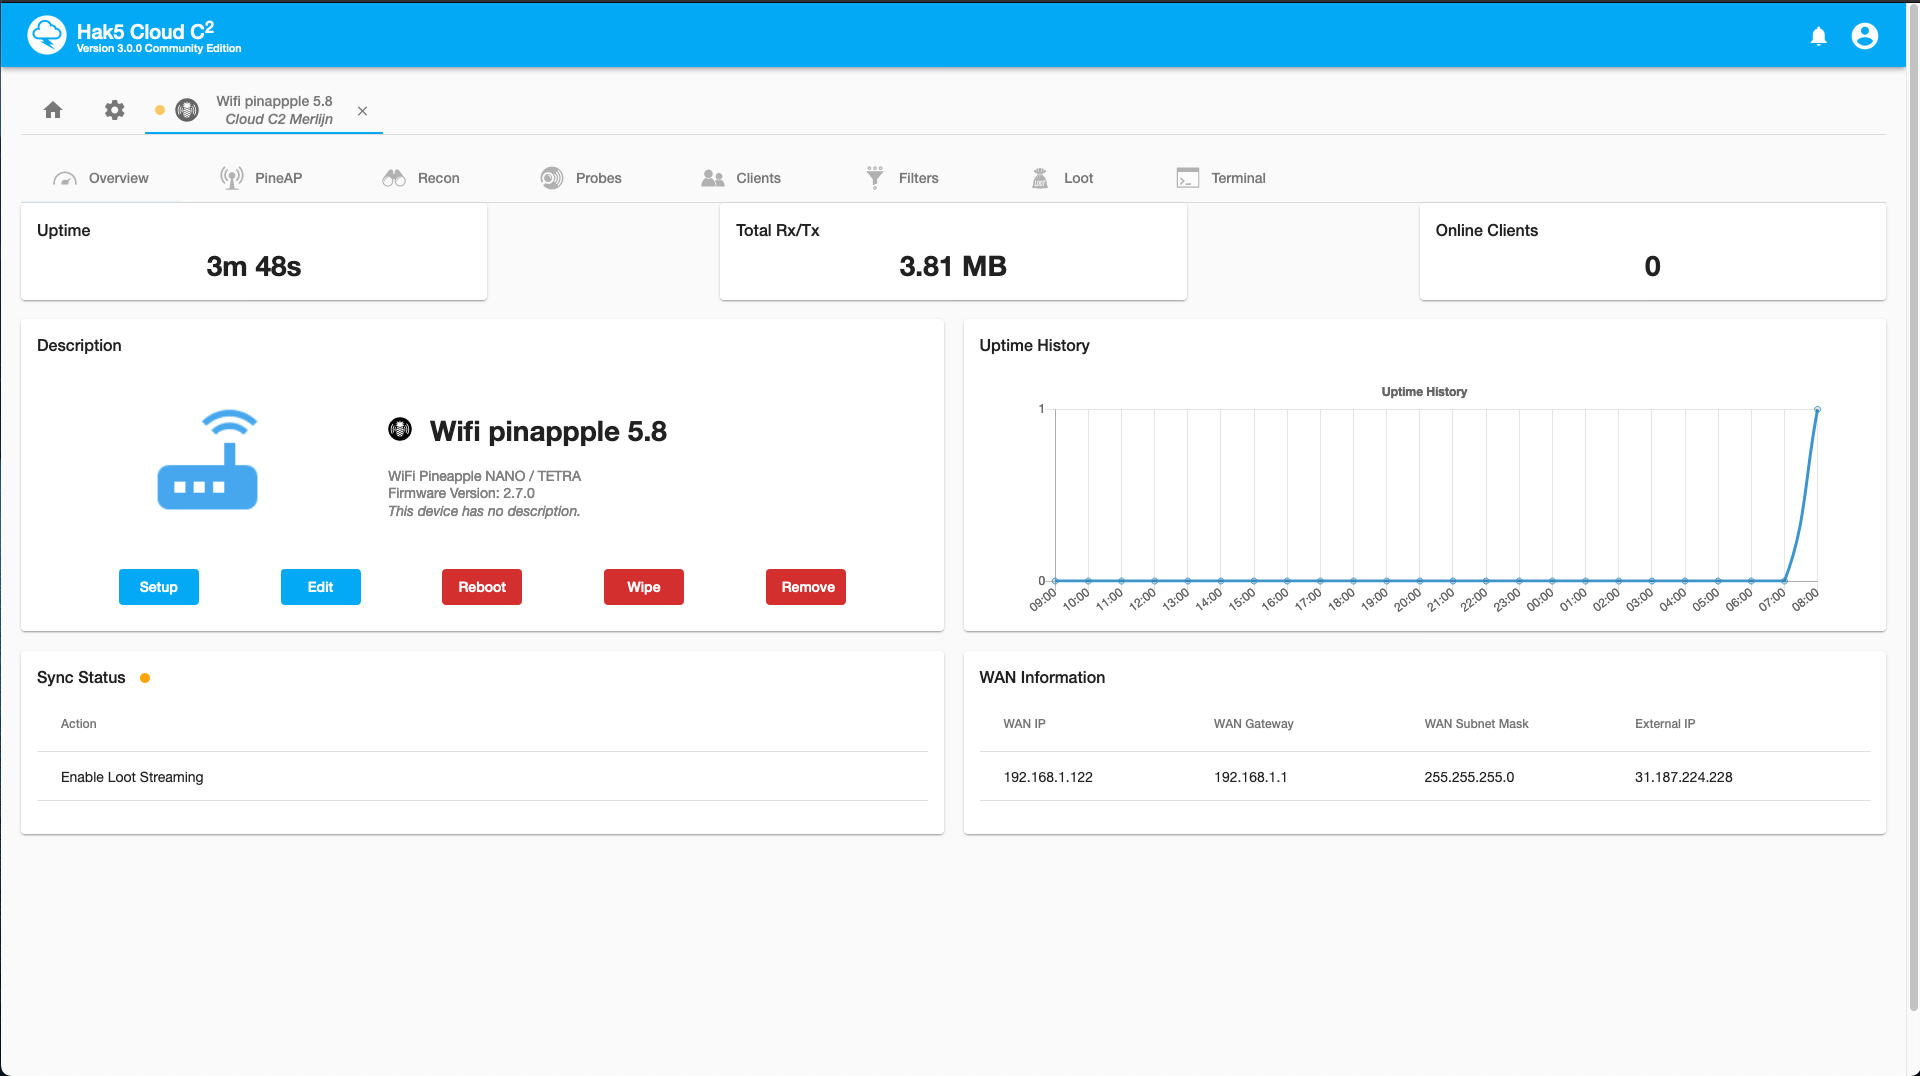 Hak5 Cloud C2
Version 3.0.0 Community Edition
Wifi pinappple 5.8
Cloud C2 Merlijn
Overview
PineAP
Recon
Probes
Clients
Filters
Loot
Terminal
Uptime
3m 48s
Total Rx/Tx
3.81 MB
Online Clients
0
Description
Wifi pinappple 5.8
WiFi Pineapple NANO / TETRA
Firmware Version: 2.7.0
This device has no description.
Setup
Edit
Reboot
Wipe
Remove
Uptime History
Uptime History
1
0
09:00 10:00 11:00 12:00 13:00 14:00 15:00 16:00 17:00 18:00 19:00 20:00 21:00 22:00 23:00 00:00 01:00 02:00 03:00 04:00 05:00 06:00 07:00 08:00
Sync Status
Action
Enable Loot Streaming
WAN Information
WAN IP WAN Gateway WAN Subnet Mask External IP
192.168.1.122 192.168.1.1 255.255.255.0 31.187.224.228